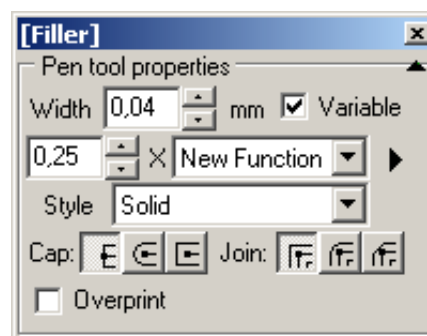 [Filler]
Pen tool properties
Width 0,04 mm Variable
0,25 X New Function
Style Solid
Cap: Join:
Overprint